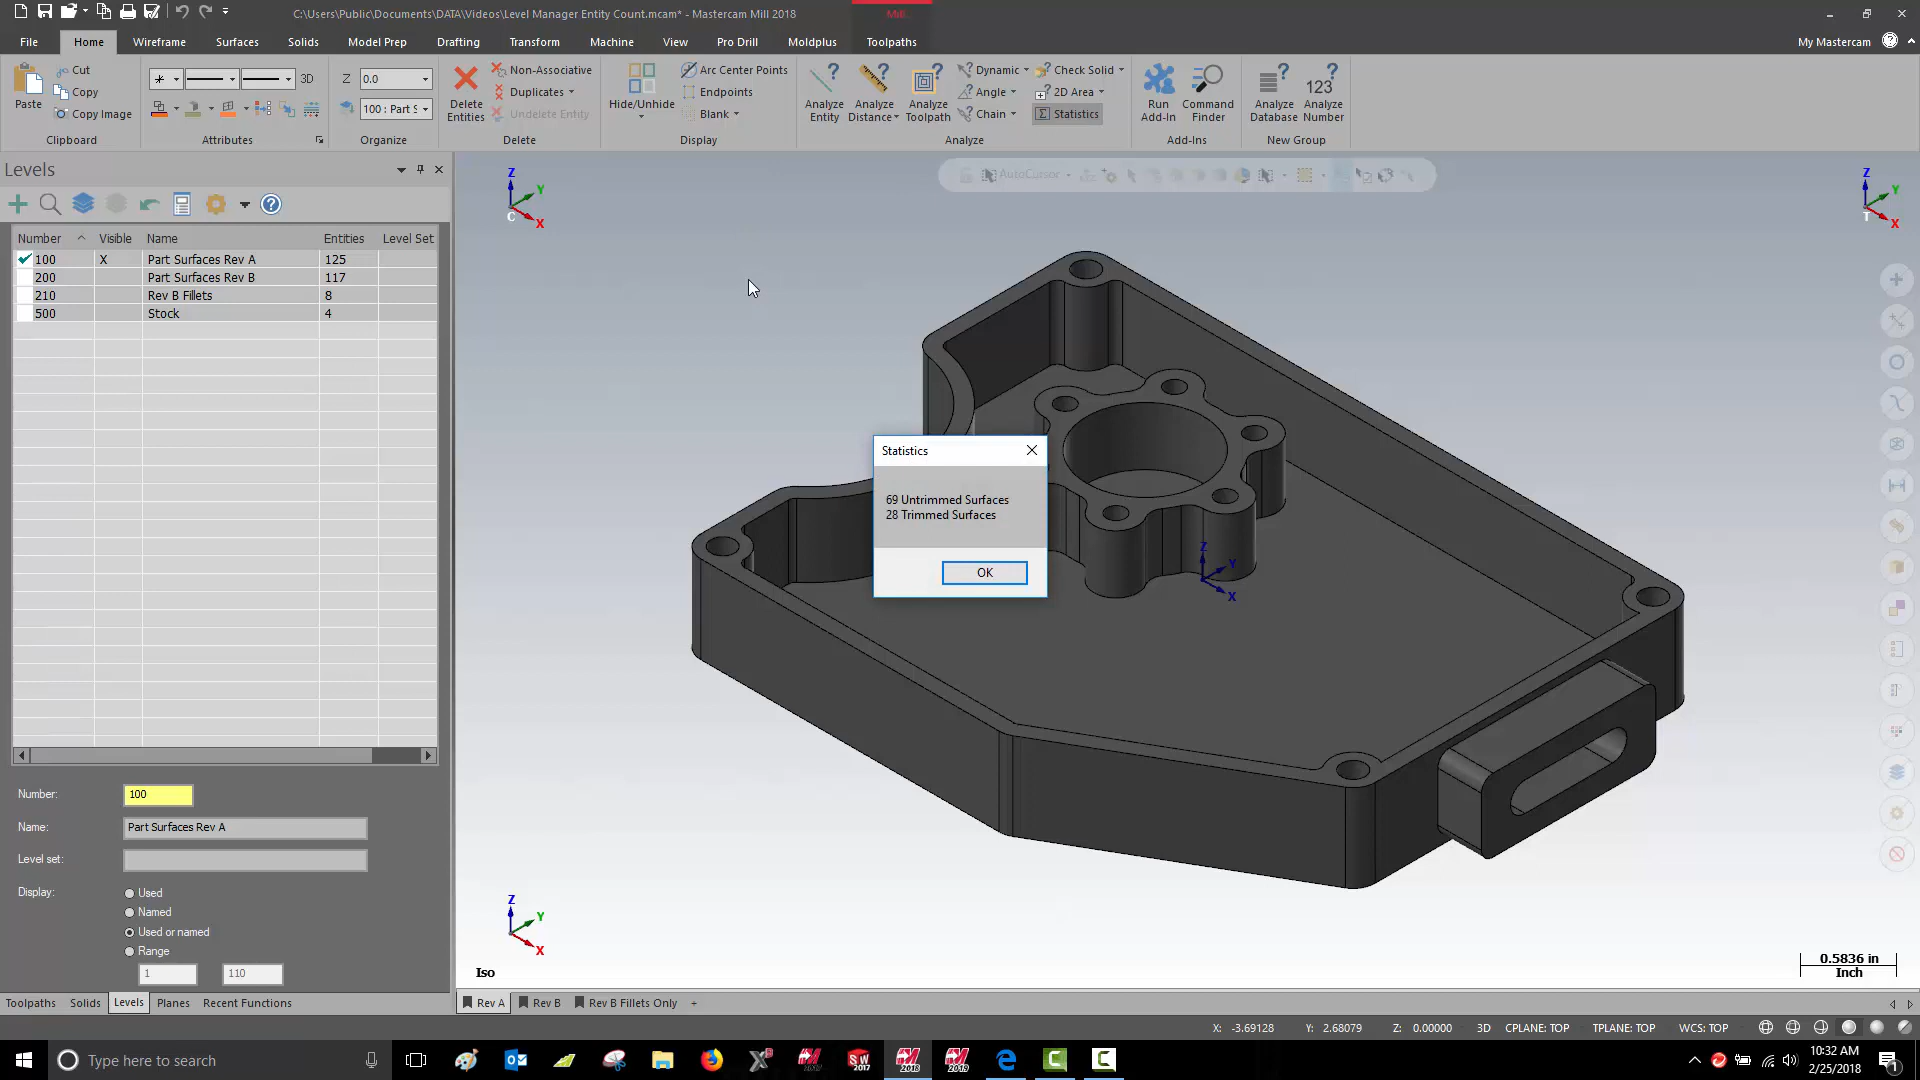 C:\Users\Public\Documents\DATA\Videos\Level Manager Entity Count.mcam* - Mastercam Mill 2018
Mill
File
Home
Wireframe
Surfaces
Solids
Model Prep
Drafting
Transform
Machine
View
Pro Drill
Moldplus
Toolpaths
My Mastercam
Paste
Cut
Copy
Copy Image
Clipboard
3D
Attributes
Z 0.0
100 : Part S
Organize
Delete Entities
Non-Associative
Duplicates
Undelete Entity
Delete
Hide/Unhide
Arc Center Points
Endpoints
Blank
Display
Analyze Entity
Analyze Distance
Analyze Toolpath
Dynamic
Angle
Chain
Check Solid
2D Area
Statistics
Analyze
Run Add-In
Command Finder
Add-Ins
123
Analyze Database
Analyze Number
New Group
Levels
Number Visible Name Entities Level Set
100 X Part Surfaces Rev A 125
200 Part Surfaces Rev B 117
210 Rev B Fillets 8
500 Stock 4
Number: 100
Name: Part Surfaces Rev A
Level set:
Display:
Used
Named
Used or named
Range
1 110
Toolpaths Solids Levels Planes Recent Functions
AutoCursor
Z Y C X
Z Y T X
Statistics
69 Untrimmed Surfaces
28 Trimmed Surfaces
OK
Z Y X
Z Y X
Iso
0.5836 in
Inch
Rev A Rev B Rev B Fillets Only +
X: -3.69128 Y: 2.68079 Z: 0.00000 3D CPLANE: TOP TPLANE: TOP WCS: TOP
Type here to search
2017
2018
2019
10:32 AM
2/25/2018
1